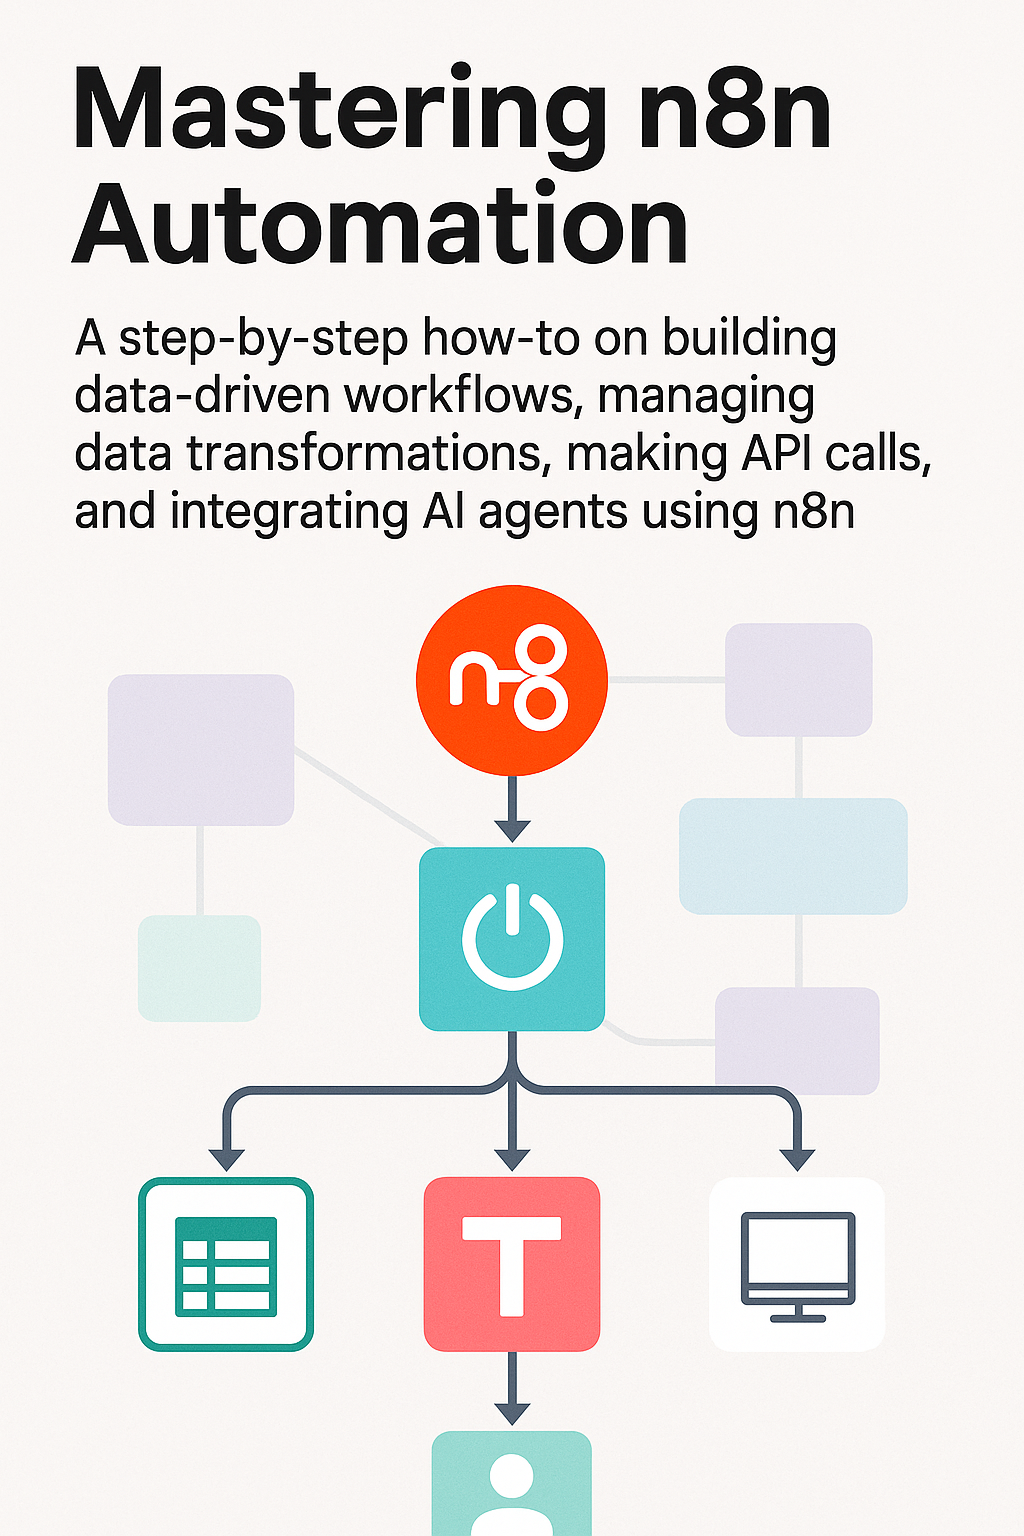 Mastering n8n
Automation
A step-by-step how-to on building
data-driven workflows, managing
data transformations, making API calls,
and integrating AI agents using n8n
n8
T